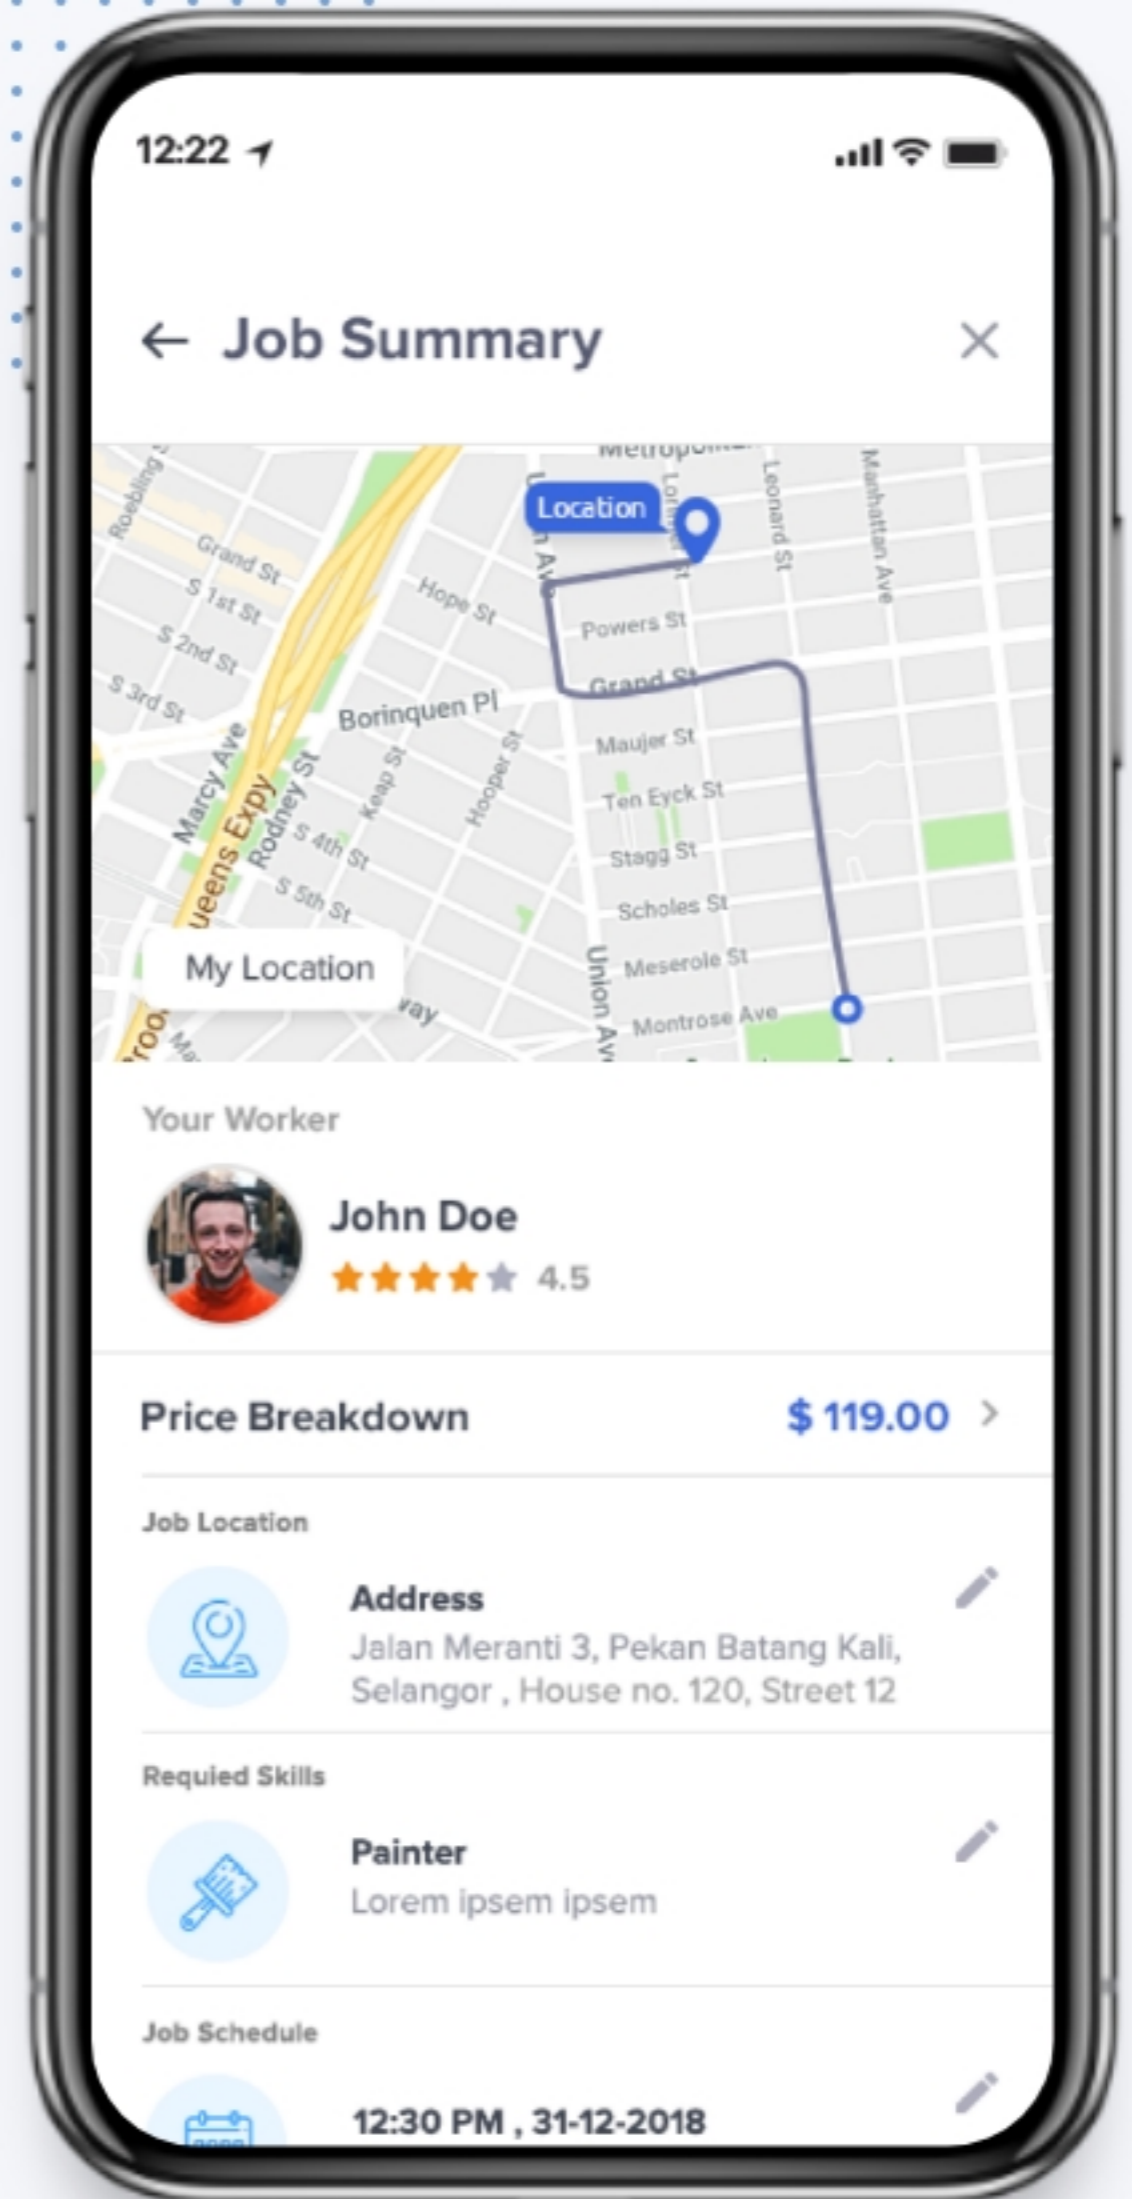 12:22
Job Summary
Roebling
Grand St
S 1st St
S 2nd St
S 3rd St
Hope St
Location
Leonard St
Manhattan Ave
Powers St
Grand St
Borinquen Pl
Marcy Ave
Rodney St
Keap St
Hooper St
Maujer St
Ten Eyck St
S 4th St
Stagg St
S 5th St
Scholes St
Meserole St
Union Ave
Montrose Ave
Expy
My Location
Your Worker
John Doe
4.5
Price Breakdown
$ 119.00
Job Location
Address
Jalan Meranti 3, Pekan Batang Kali,
Selangor , House no. 120, Street 12
Requied Skills
Painter
Lorem ipsem ipsem
Job Schedule
12:30 PM , 31-12-2018